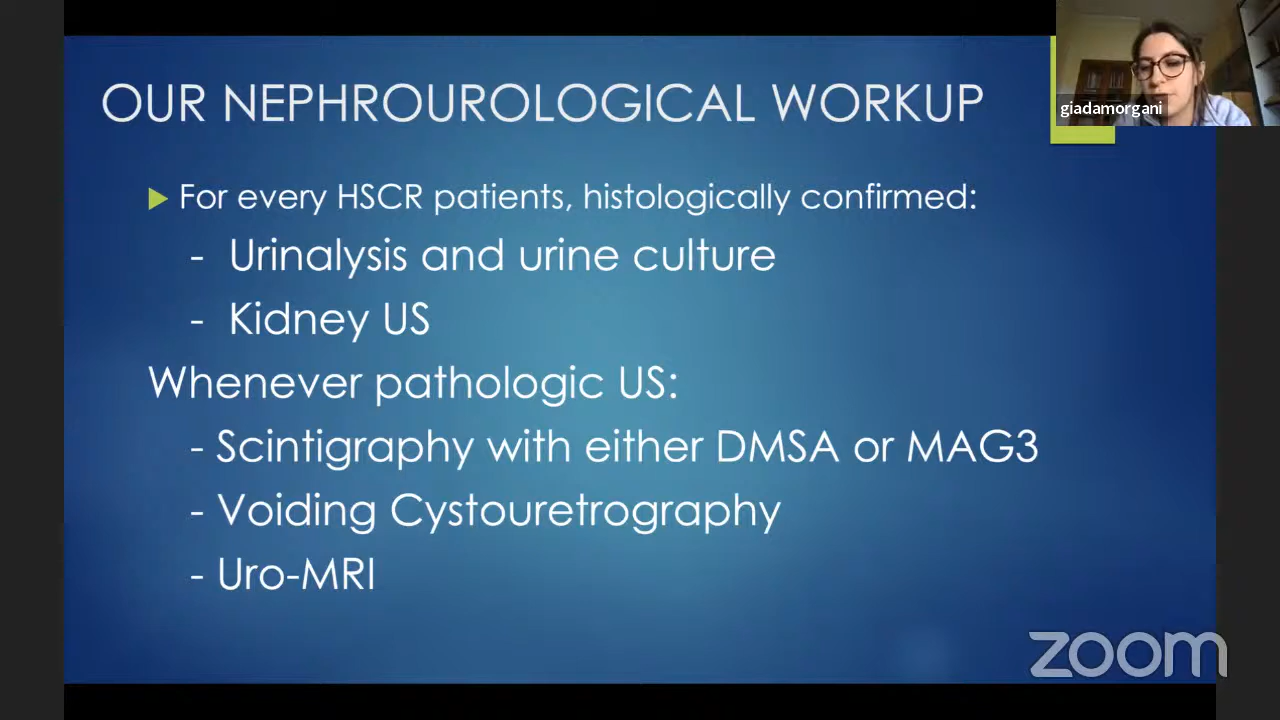 OUR NEPHROUROLOGICAL WORKUP
giadamorgani
For every HSCR patients, histologically confirmed:
- Urinalysis and urine culture
- Kidney US
Whenever pathologic US:
- Scintigraphy with either DMSA or MAG3
- Voiding Cystouretrography
- Uro-MRI
zoom